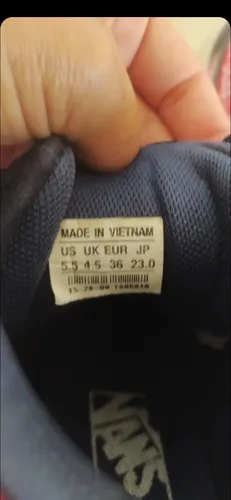 MADE IN VIETNAM
US UK EUR JP
5.5 4.5 36 23.0
VANS